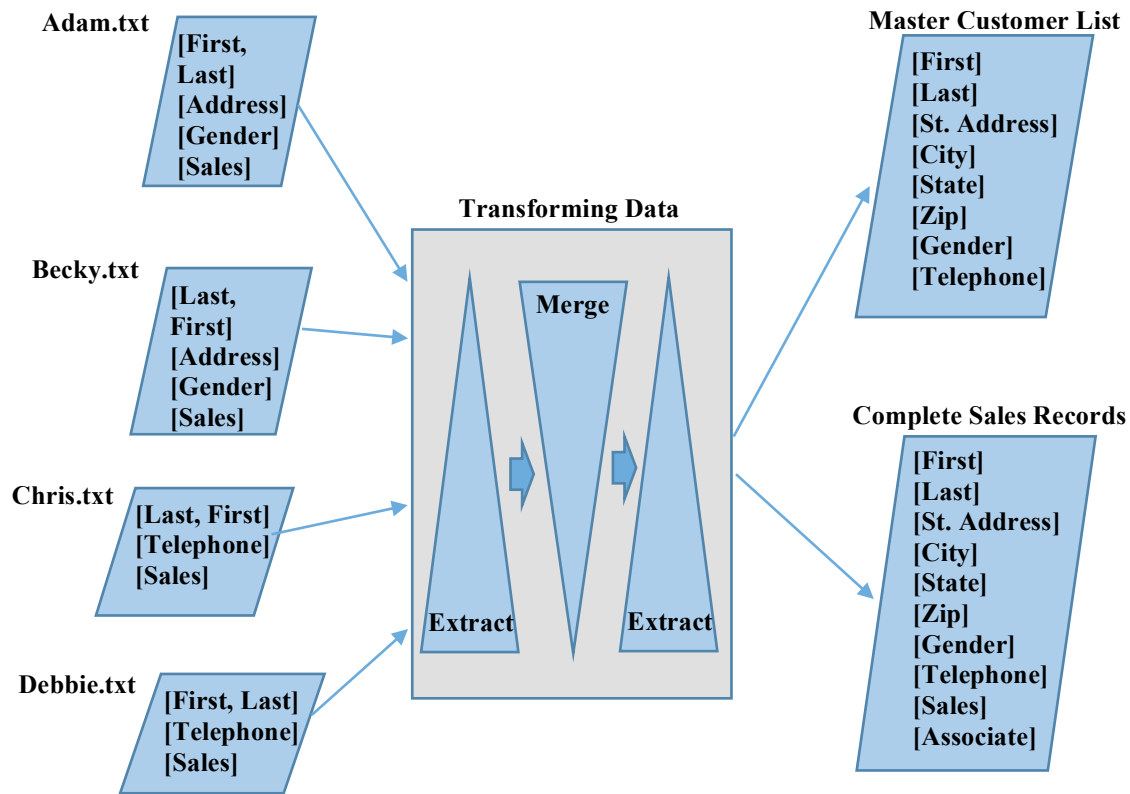 Adam.txt
[First,
Last]
[Address]
[Gender]
[Sales]
Becky.txt
[Last,
First]
[Address]
[Gender]
[Sales]
Chris.txt
[Last, First]
[Telephone]
[Sales]
Debbie.txt
[First, Last]
[Telephone]
[Sales]
Transforming Data
Extract
Merge
Extract
Master Customer List
[First]
[Last]
[St. Address]
[City]
[State]
[Zip]
[Gender]
[Telephone]
Complete Sales Records
[First]
[Last]
[St. Address]
[City]
[State]
[Zip]
[Gender]
[Telephone]
[Sales]
[Associate]